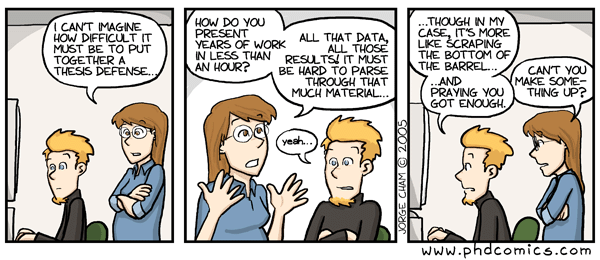 I CAN'T IMAGINE
HOW DIFFICULT IT
MUST BE TO PUT
TOGETHER A
THESIS DEFENSE...
HOW DO YOU
PRESENT
YEARS OF WORK
IN LESS THAN
AN HOUR?
ALL THAT DATA,
ALL THOSE
RESULTS! IT MUST
BE HARD TO PARSE
THROUGH THAT
MUCH MATERIAL...
yeah...
JORGE CHAM © 2005
...THOUGH IN MY
CASE, IT'S MORE
LIKE SCRAPING
THE BOTTOM OF
THE BARREL...
...AND
PRAYING YOU
GOT ENOUGH.
CAN'T YOU
MAKE SOME-
THING UP?
www.phdcomics.com